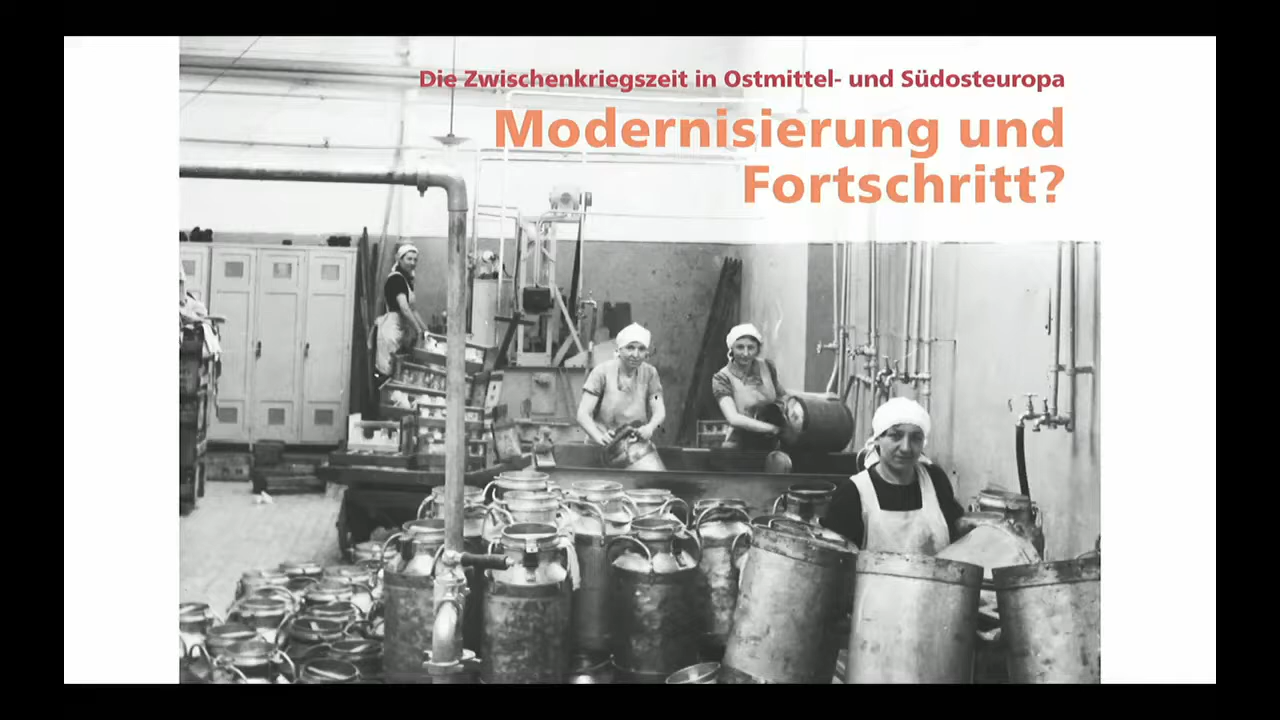 Die Zwischenkriegszeit in Ostmittel- und Südosteuropa
Modernisierung und
Fortschritt?